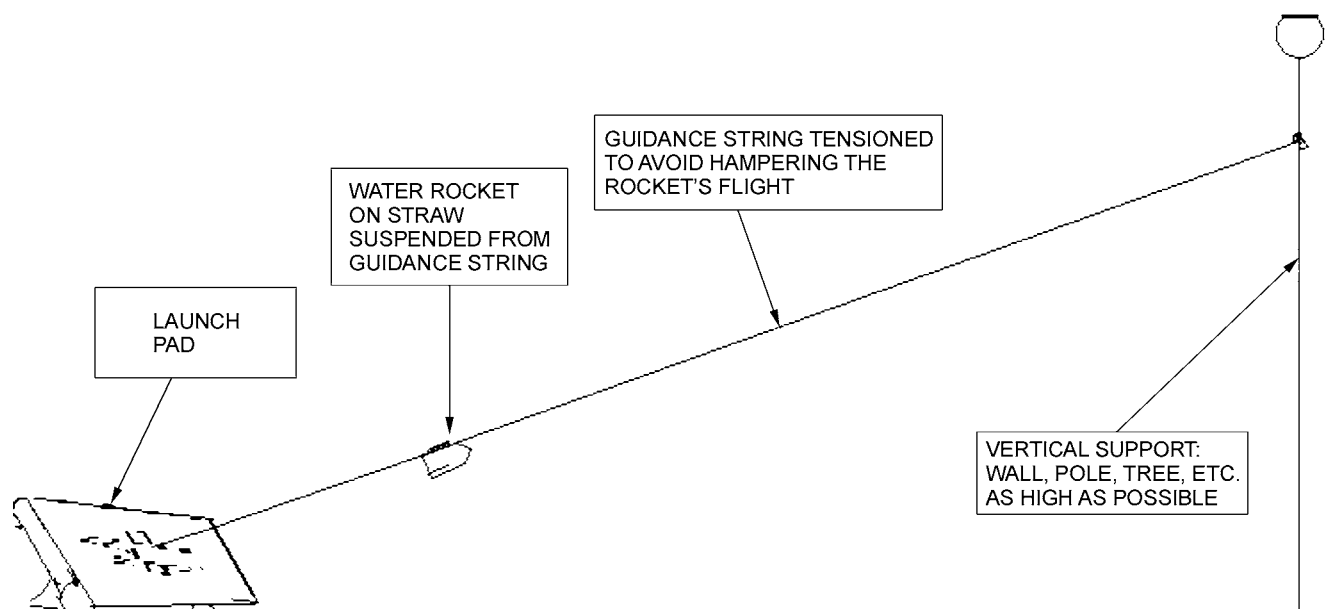 GUIDANCE STRING TENSIONED
TO AVOID HAMPERING THE
ROCKET'S FLIGHT
WATER ROCKET
ON STRAW
SUSPENDED FROM
GUIDANCE STRING
LAUNCH
PAD
VERTICAL SUPPORT:
WALL, POLE, TREE, ETC.
AS HIGH AS POSSIBLE